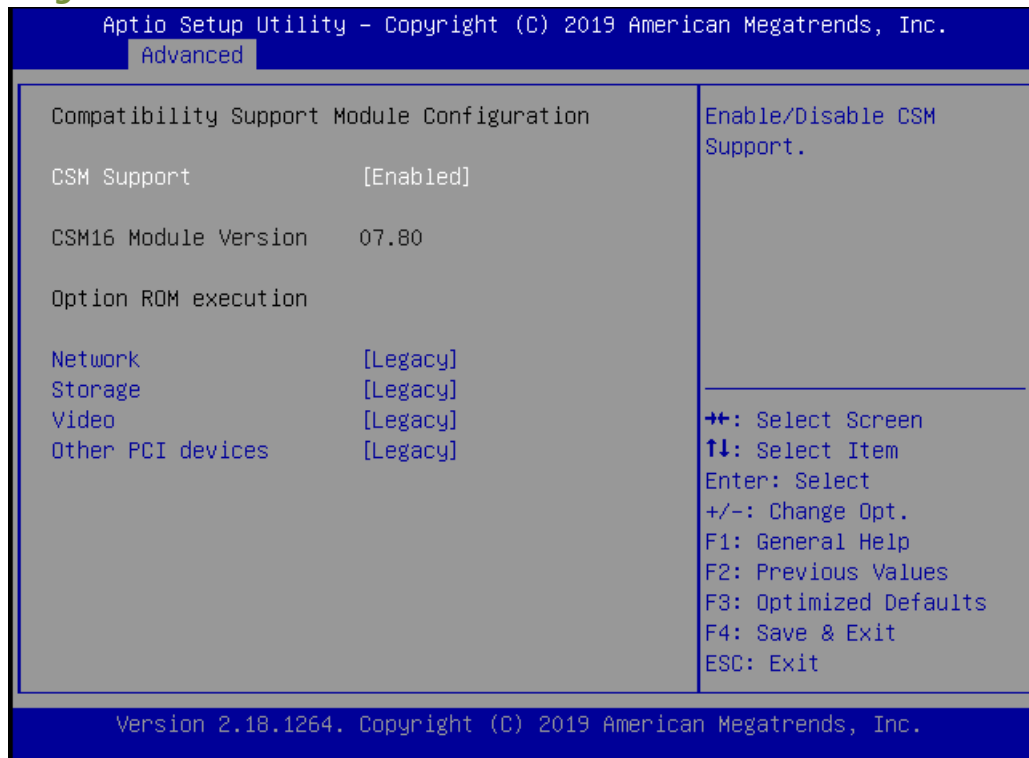 Aptio Setup Utility – Copyright (C) 2019 American Megatrends, Inc.
Advanced
Compatibility Support Module Configuration
CSM Support [Enabled]
CSM16 Module Version 07.80
Option ROM execution
Network [Legacy]
Storage [Legacy]
Video [Legacy]
Other PCI devices [Legacy]
Enable/Disable CSM
Support.
→←: Select Screen
↑↓: Select Item
Enter: Select
+/-: Change Opt.
F1: General Help
F2: Previous Values
F3: Optimized Defaults
F4: Save & Exit
ESC: Exit
Version 2.18.1264. Copyright (C) 2019 American Megatrends, Inc.